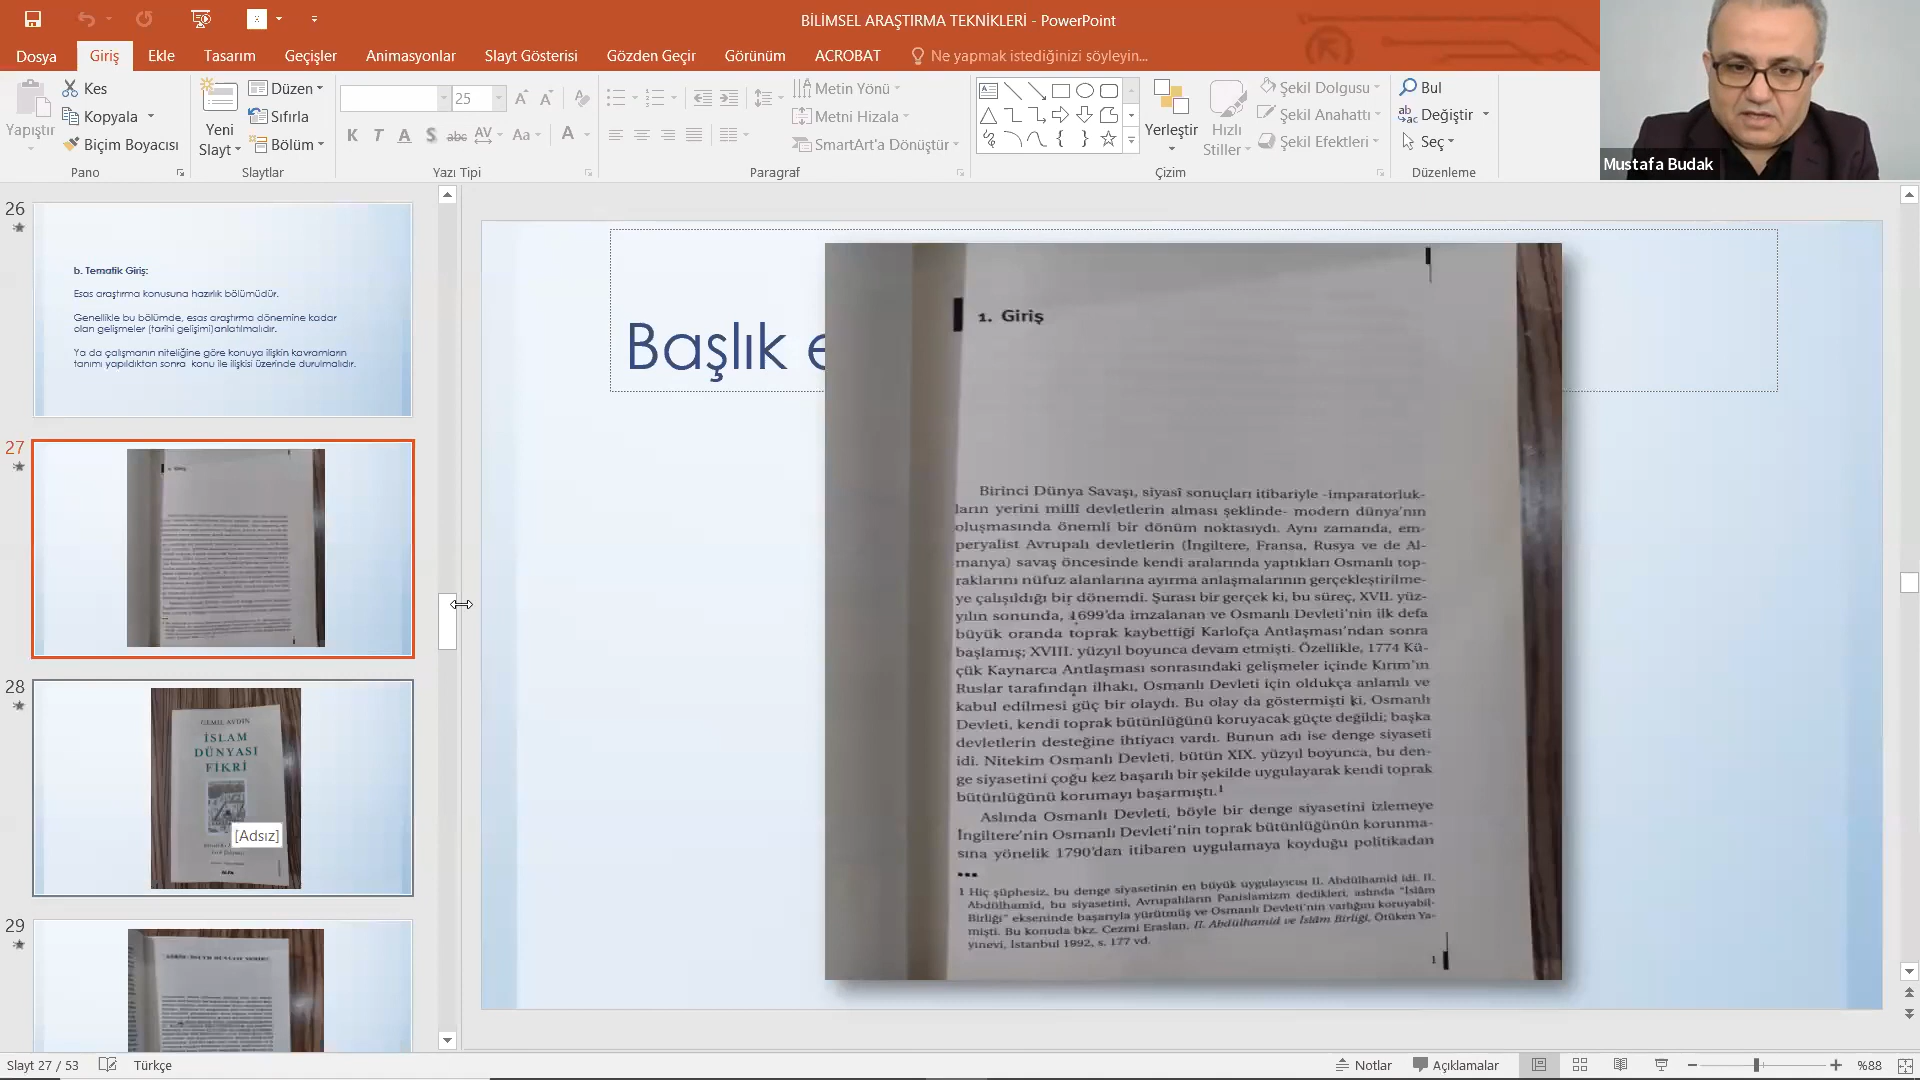 BİLİMSEL ARAŞTIRMA TEKNİKLERİ - PowerPoint
Dosya
Giriş
Ekle
Tasarım
Geçişler
Animasyonlar
Slayt Gösterisi
Gözden Geçir
Görünüm
ACROBAT
Ne yapmak istediğinizi söyleyin...
Yapıştır
Kes
Kopyala
Biçim Boyacısı
Pano
Yeni
Slayt
Düzen
Sıfırla
Bölüm
Slaytlar
25
K T A S abc AV Aa A
Yazı Tipi
Metin Yönü
Metni Hizala
SmartArt'a Dönüştür
Paragraf
Yerleştir
Hızlı
Stiller
Şekil Dolgusu
Şekil Anahattı
Şekil Efektleri
Çizim
Bul
Değiştir
Seç
Düzenleme
Mustafa Budak
26
b. Tematik Giriş:
Esas araştırma konusuna hazırlık bölümüdür.
Genellikle bu bölümde, esas araştırma dönemine kadar
olan gelişmeler (tarihi gelişimi)anlatılmalıdır.
Ya da çalışmanın niteliğine göre konuya ilişkin kavramların
tanımı yapıldıktan sonra konu ile ilişkisi üzerinde durulmalıdır.
27
28
CEMİL AYDIN
İSLAM
DÜNYASI
FİKRİ
[Adsız]
29
Başlık e
1. Giriş
Birinci Dünya Savaşı, siyasî sonuçları itibariyle -imparatorluk-
ların yerini millî devletlerin alması şeklinde- modern dünya'nın
oluşmasında önemli bir dönüm noktasıydı. Aynı zamanda, em-
peryalist Avrupalı devletlerin (İngiltere, Fransa, Rusya ve de Al-
manya) savaş öncesinde kendi aralarında yaptıkları Osmanlı top-
raklarını nüfuz alanlarına ayırma anlaşmalarının gerçekleştirilme-
ye çalışıldığı bir dönemdi. Şurası bir gerçek ki, bu süreç, XVII. yüz-
yılın sonunda, 1699'da imzalanan ve Osmanlı Devleti'nin ilk defa
büyük oranda toprak kaybettiği Karlofça Antlaşması'ndan sonra
başlamış; XVIII. yüzyıl boyunca devam etmişti. Özellikle, 1774 Kü-
çük Kaynarca Antlaşması sonrasındaki gelişmeler içinde Kırım'ın
Ruslar tarafından ilhakı, Osmanlı Devleti için oldukça anlamlı ve
kabul edilmesi güç bir olaydı. Bu olay da göstermişti ki, Osmanlı
Devleti, kendi toprak bütünlüğünü koruyacak güçte değildi; başka
devletlerin desteğine ihtiyacı vardı. Bunun adı ise denge siyaseti
idi. Nitekim Osmanlı Devleti, bütün XIX. yüzyıl boyunca, bu den-
ge siyasetini çoğu kez başarılı bir şekilde uygulayarak kendi toprak
bütünlüğünü korumayı başarmıştı.¹
Aslında Osmanlı Devleti, böyle bir denge siyasetini izlemeye
İngiltere'nin Osmanlı Devleti'nin toprak bütünlüğünün korunma-
sına yönelik 1790'dan itibaren uygulamaya koyduğu politikadan
1 Hiç şüphesiz, bu denge siyasetinin en büyük uygulayıcısı II. Abdülhamid idi. II.
Abdülhamid, bu siyasetini, Avrupalıların Panislamizm dedikleri, aslında "İslâm
Birliği" ekseninde başarıyla yürütmüş ve Osmanlı Devleti'nin varlığını koruyabil-
mişti. Bu konuda bkz. Cezmi Eraslan, II. Abdülhamid ve İslâm Birliği, Ötüken Ya-
yınevi, İstanbul 1992, s. 177 vd.
1
Slayt 27 / 53
Türkçe
Notlar
Açıklamalar
%88